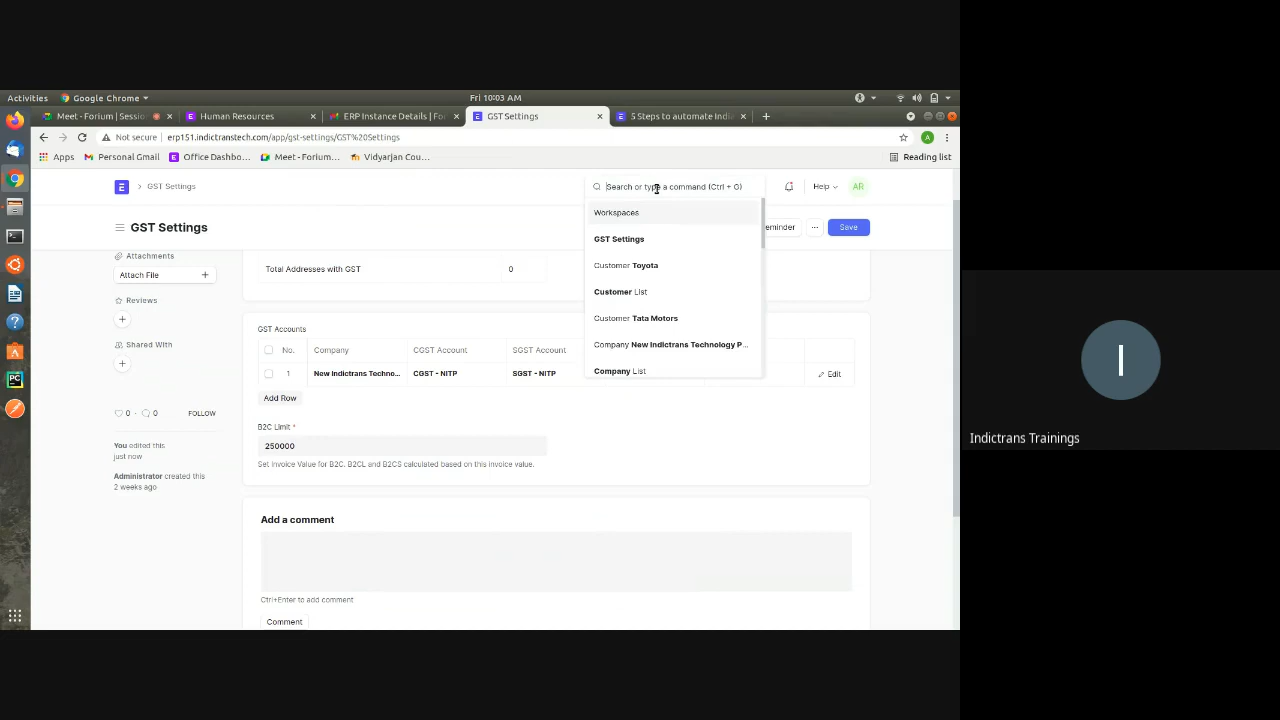 Activities
Google Chrome
Fri 10:03 AM
Meet - Forium | Sessio
Human Resources
ERP Instance Details | Fo
GST Settings
5 Steps to automate India
Not secure
erp151.indictranstech.com/app/gst-settings/GST%20Settings
A
Apps
Personal Gmail
Office Dashbo...
Meet - Forium...
Vidyarjan Cou...
Reading list
E
GST Settings
Search or type a command (Ctrl + G)
Help
AR
GST Settings
eminder
...
Save
Workspaces
GST Settings
Customer Toyota
Customer List
Customer Tata Motors
Company New Indictrans Technology P...
Company List
Attachments
Attach File
Reviews
Shared With
0
0
FOLLOW
You edited this
just now
Administrator created this
2 weeks ago
Total Addresses with GST
0
GST Accounts
No.
Company
CGST Account
SGST Account
1
New Indictrans Techno...
CGST - NITP
SGST - NITP
Edit
Add Row
B2C Limit *
250000
Set Invoice Value for B2C. B2CL and B2CS calculated based on this invoice value.
Add a comment
Ctrl+Enter to add comment
Comment
I
Indictrans Trainings